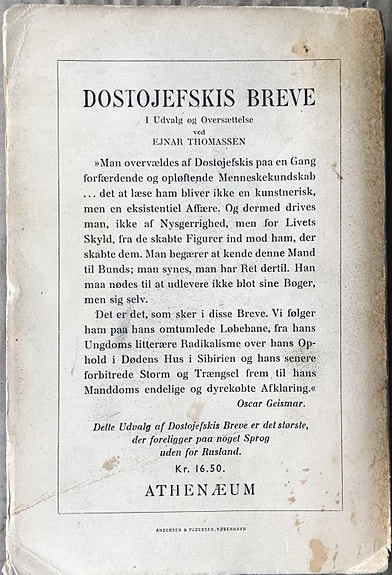 DOSTOJEFSKIS BREVE
I Udvalg og Oversættelse
ved
EJNAR THOMASSEN
»Man overvældes af Dostojefskis paa en Gang
forfærdende og opløftende Menneskekundskab
... det at læse ham bliver ikke en kunstnerisk,
men en eksistentiel Affære. Og dermed drives
man, ikke af Nysgerrighed, men for Livets
Skyld, fra de skabte Figurer ind mod ham, der
skabte dem. Man begærer at kende denne Mand
til Bunds; man synes, man har Ret dertil. Han
maa nødes til at udlevere ikke blot sine Bøger,
men sig selv.
Det er det, som sker i disse Breve. Vi følger
ham paa hans omtumlede Løbebane, fra hans
Ungdoms litterære Radikalisme over hans Op-
hold i Dødens Hus i Sibirien og hans senere
forbitrede Storm og Trængsel frem til hans
Manddoms endelige og dyrekøbte Afklaring.«
Oscar Geismar.
Dette Udvalg af Dostojefskis Breve er det største,
der foreligger paa noget Sprog
uden for Rusland.
Kr. 16.50.
ATHENÆUM
ANDERSEN & PEDERSEN, KØBENHAVN